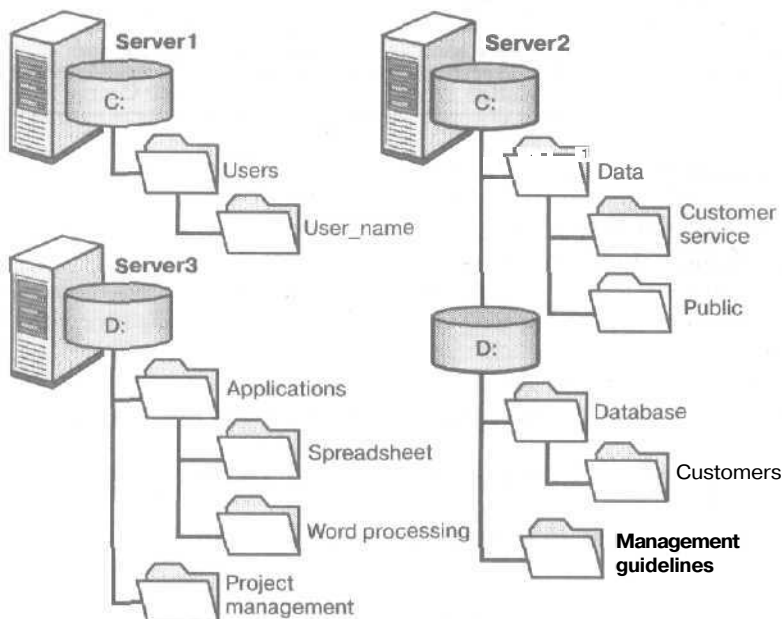 Server1
C:
Users
User_name
Server3
D:
Applications
Spreadsheet
Word processing
Project
management
Server2
C:
Data
Customer
service
Public
D:
Database
Customers
Management
guidelines